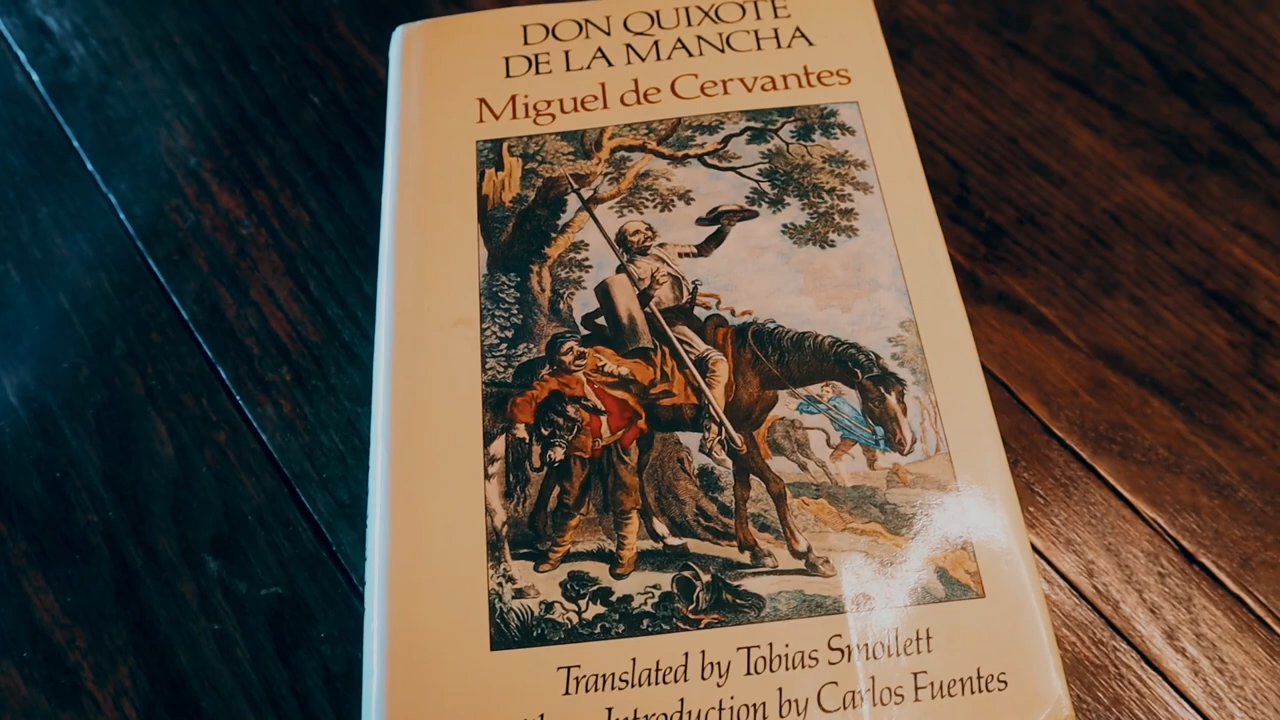 DON QUIXOTE
DE LA MANCHA
Miguel de Cervantes
Translated by Tobias Smollett
Introduction by Carlos Fuentes